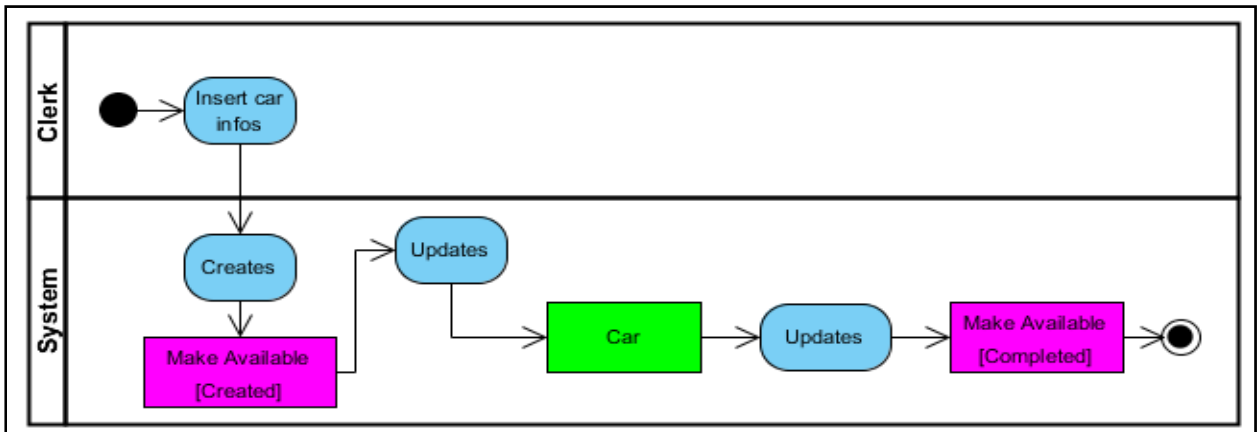 Clerk
Insert car
infos
System
Creates
Make Available
[Created]
Updates
Car
Updates
Make Available
[Completed]